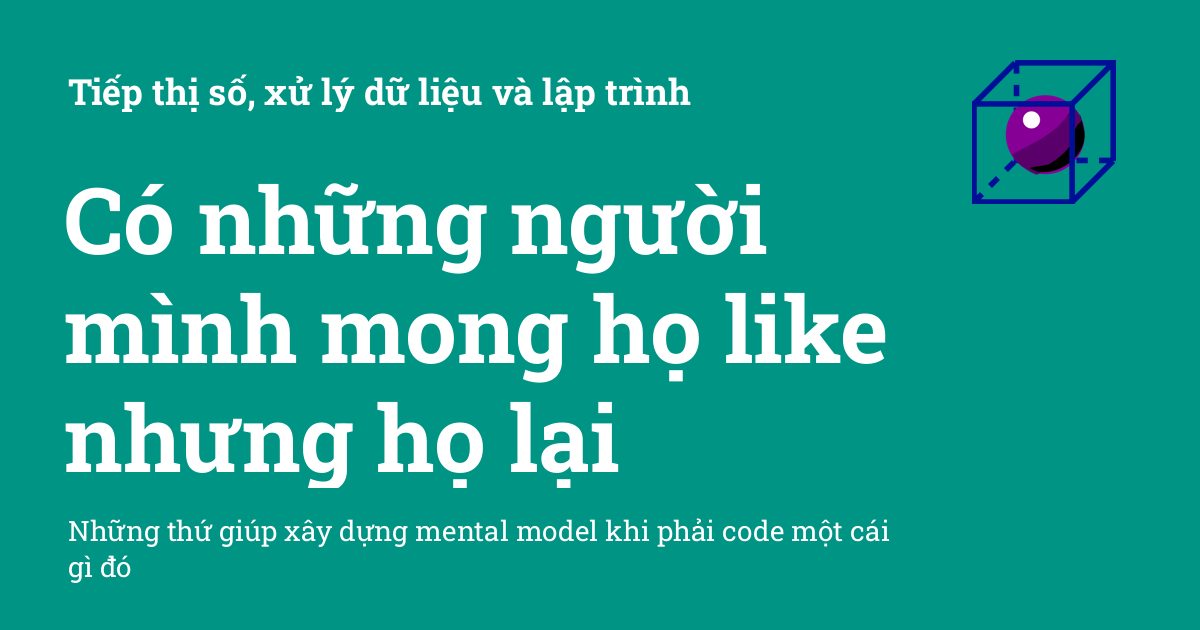 Tiếp thị số, xử lý dữ liệu và lập trình
Có những người
mình mong họ like
nhưng họ lại
Những thứ giúp xây dựng mental model khi phải code một cái
gì đó